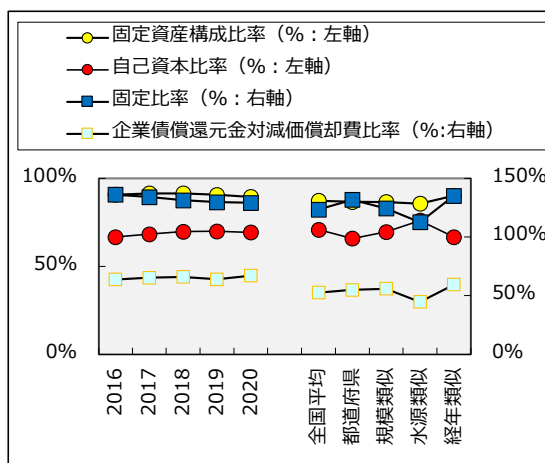 固定資産構成比率（%：左軸）
自己資本比率（%：左軸）
固定比率（%：右軸）
企業債償還元金対減価償却費比率（%:右軸）
100%
50%
0%
150%
100%
50%
0%
2016
2017
2018
2019
2020
全国平均
都道府県
規模類似
水源類似
経年類似